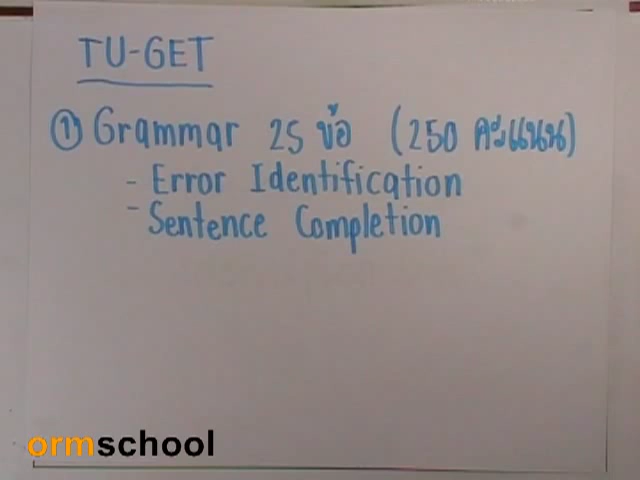 TU-GET
① Grammar 25 ข้อ (250 คะแนน)
- Error Identification
- Sentence Completion
ormschool